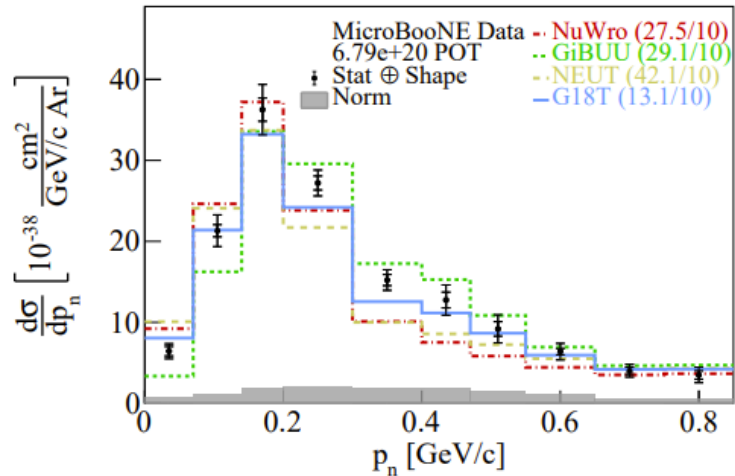 MicroBooNE Data
6.79e+20 POT
Stat ⊕ Shape
Norm
NuWro (27.5/10)
GiBUU (29.1/10)
NEUT (42.1/10)
G18T (13.1/10)
dσ/dpₙ [10⁻³⁸ cm²/(GeV/c Ar)]
40
30
20
10
0
0 0.2 0.4 0.6 0.8
pₙ [GeV/c]